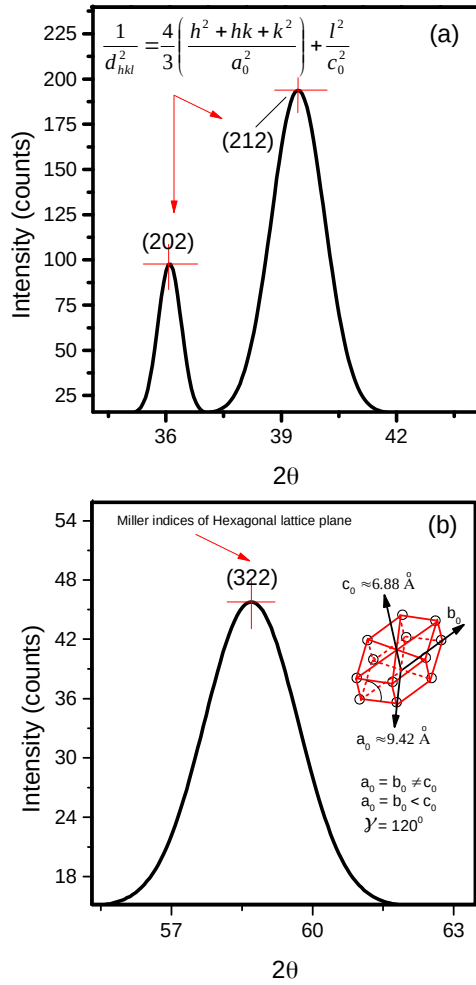 1/d²ₕₖₗ = 4/3((h² + hk + k²)/a₀²) + l²/c₀²
(a)
225
200
175
150
125
100
75
50
25
Intensity (counts)
(212)
(202)
36
39
42
2θ
(b)
Miller indices of Hexagonal lattice plane
(322)
54
48
42
36
30
24
18
Intensity (counts)
c₀ ≈6.88 Å
b₀
a₀ ≈9.42 Å
a₀ = b₀ ≠ c₀
a₀ = b₀ < c₀
γ = 120⁰
57
60
63
2θ